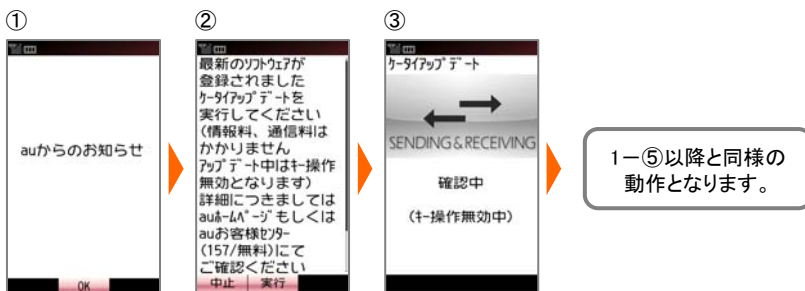 ①
auからのお知らせ
OK
②
最新のｿﾌﾄｳｪｱが
登録されました
ｹｰﾀｲｱｯﾌﾟﾃﾞｰﾄを
実行してください
(情報料、通信料は
かかりません
ｱｯﾌﾟﾃﾞｰﾄ中はｷｰ操作
無効となります)
詳細につきましては
auﾎｰﾑﾍﾟｰｼﾞもしくは
auお客様ｾﾝﾀｰ
(157/無料)にて
ご確認ください
中止 実行
③
ｹｰﾀｲｱｯﾌﾟﾃﾞｰﾄ
SENDING & RECEIVING
確認中
(ｷｰ操作無効中)
1－⑤以降と同様の
動作となります。